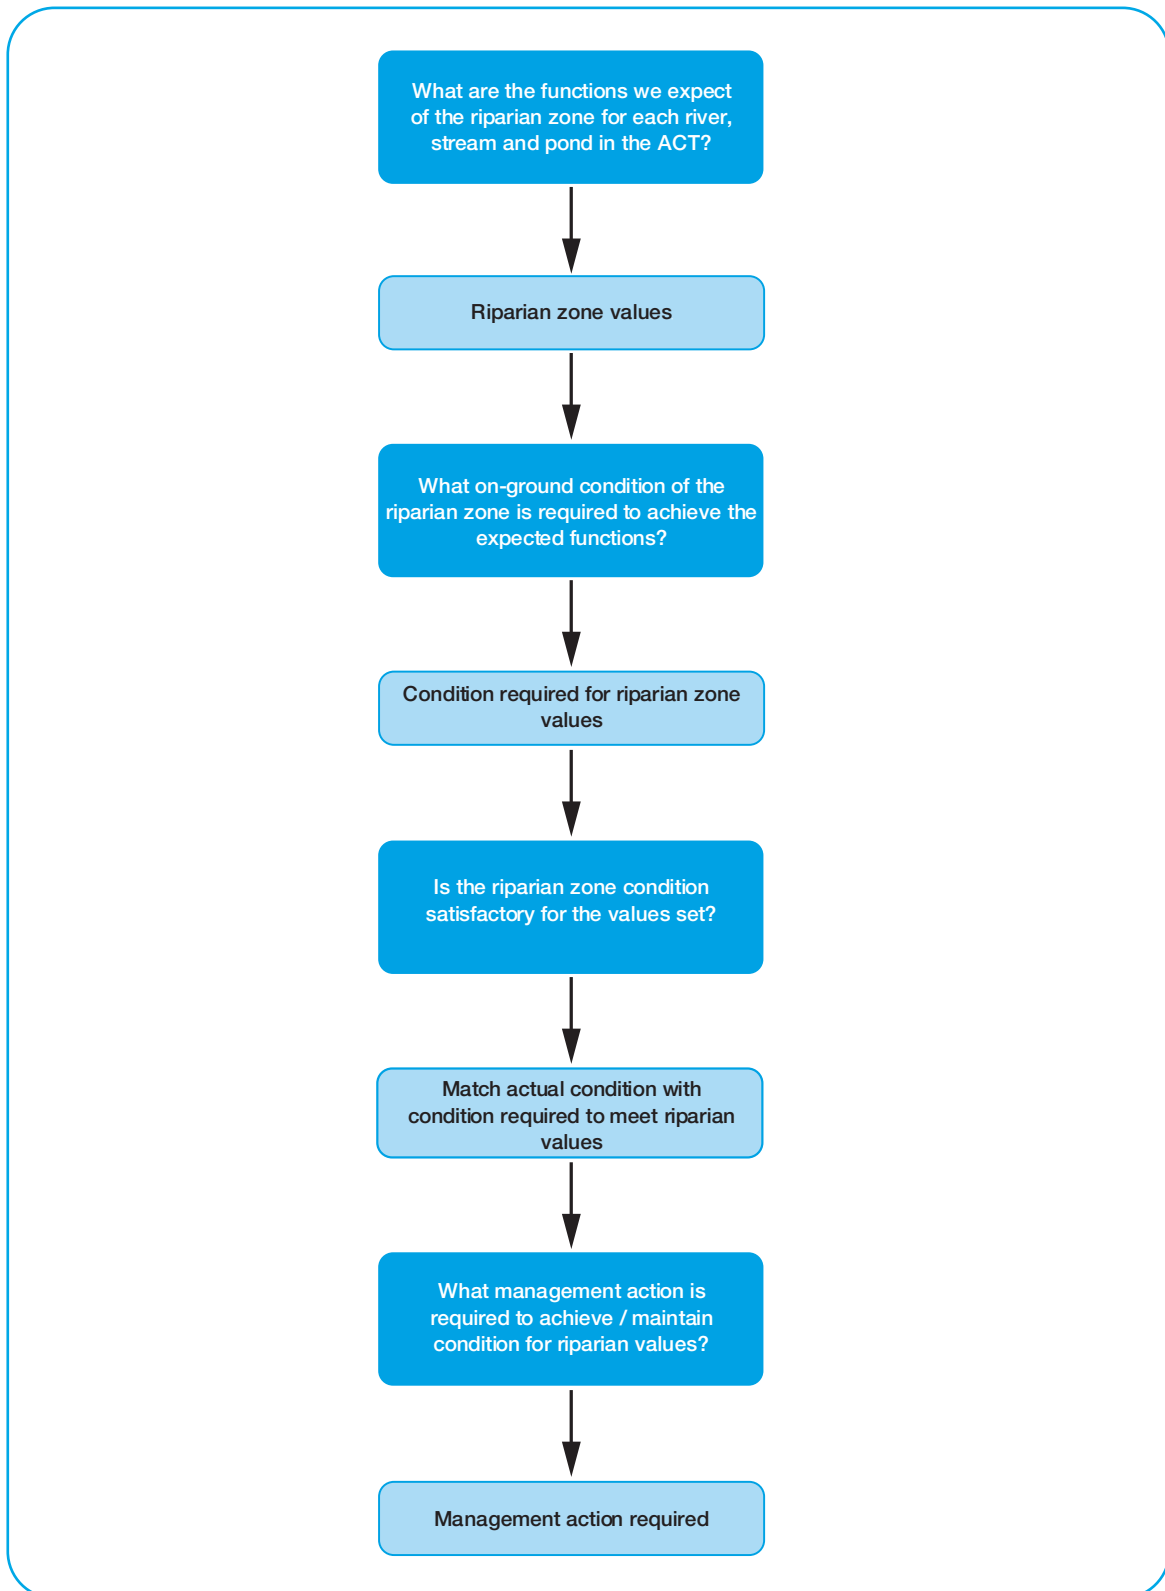 What are the functions we expect
of the riparian zone for each river,
stream and pond in the ACT?
Riparian zone values
What on-ground condition of the
riparian zone is required to achieve the
expected functions?
Condition required for riparian zone
values
Is the riparian zone condition
satisfactory for the values set?
Match actual condition with
condition required to meet riparian
values
What management action is
required to achieve / maintain
condition for riparian values?
Management action required